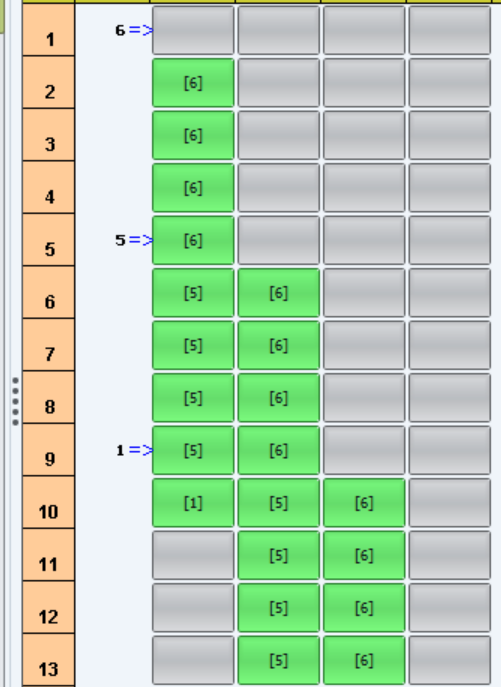 1 6 =>
2 [6]
3 [6]
4 [6]
5 5 => [6]
6 [5] [6]
7 [5] [6]
8 [5] [6]
9 1 => [5] [6]
10 [1] [5] [6]
11 [5] [6]
12 [5] [6]
13 [5] [6]